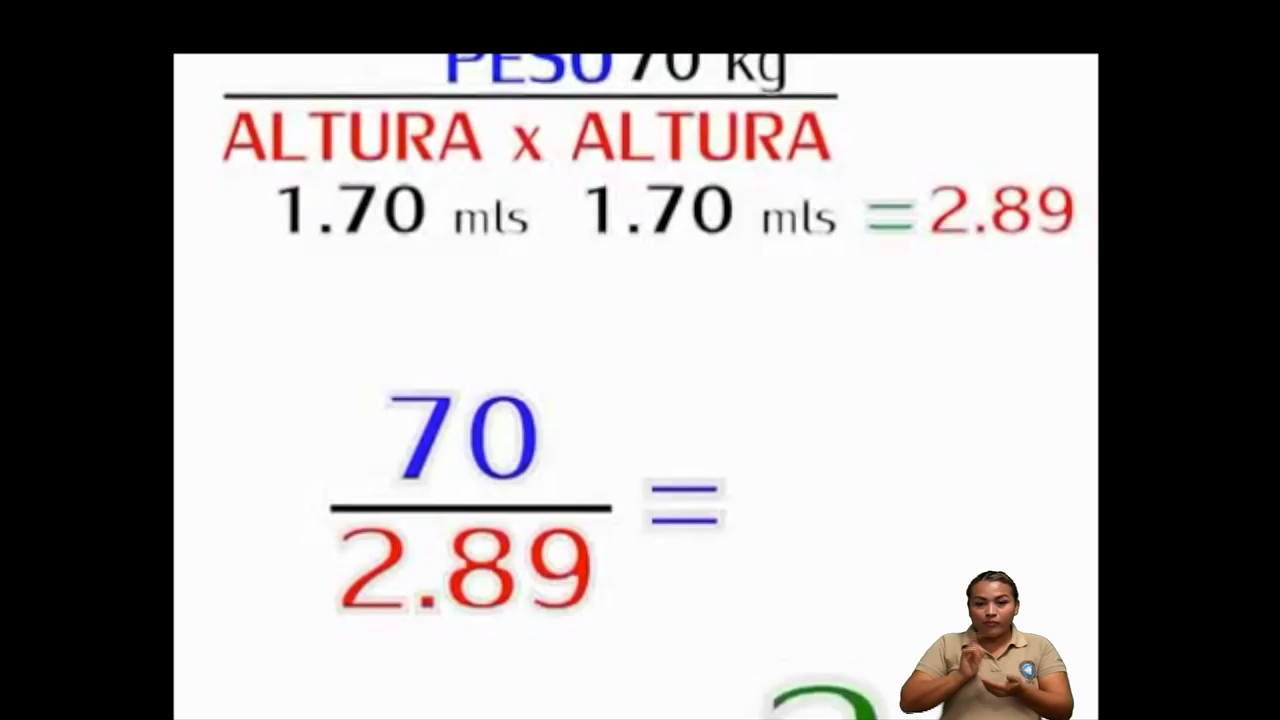 PESO 70 kg
ALTURA x ALTURA
1.70 mls 1.70 mls = 2.89
70
2.89 =